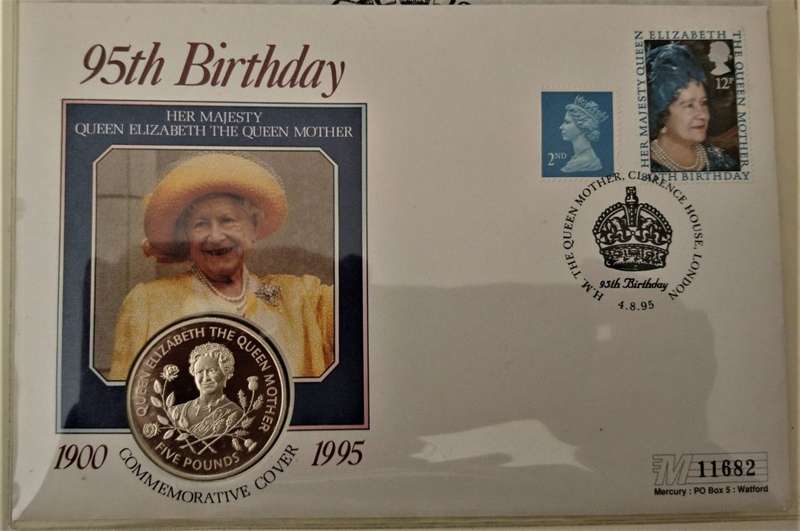 95th Birthday
HER MAJESTY
QUEEN ELIZABETH THE QUEEN MOTHER
QUEEN ELIZABETH THE QUEEN MOTHER
FIVE POUNDS
1900
COMMEMORATIVE COVER
1995
2ND
HER MAJESTY QUEEN ELIZABETH THE QUEEN MOTHER
12P
BIRTHDAY
H.M. THE QUEEN MOTHER, CLARENCE HOUSE, LONDON
95th Birthday
4.8.95
M 11682
Mercury : PO Box 5 : Watford